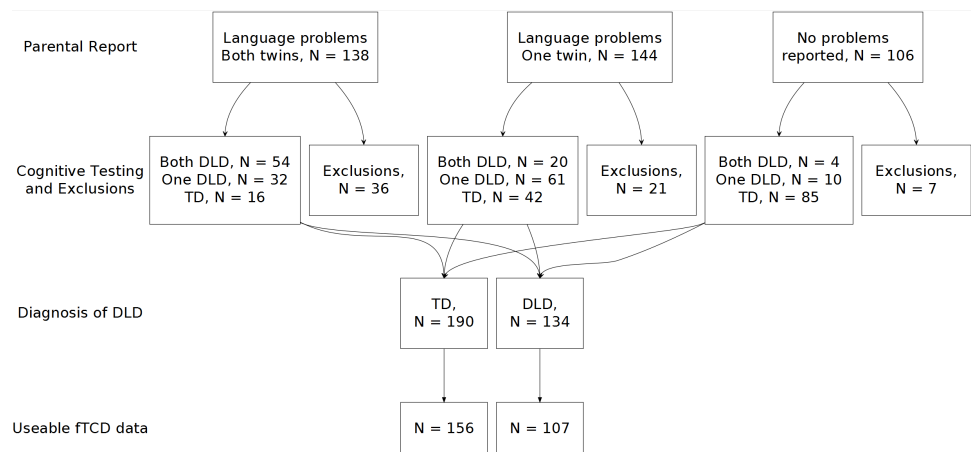 Parental Report
Language problems
Both twins, N = 138
Language problems
One twin, N = 144
No problems
reported, N = 106
Cognitive Testing
and Exclusions
Both DLD, N = 54
One DLD, N = 32
TD, N = 16
Exclusions,
N = 36
Both DLD, N = 20
One DLD, N = 61
TD, N = 42
Exclusions,
N = 21
Both DLD, N = 4
One DLD, N = 10
TD, N = 85
Exclusions,
N = 7
Diagnosis of DLD
TD,
N = 190
DLD,
N = 134
Useable fTCD data
N = 156
N = 107